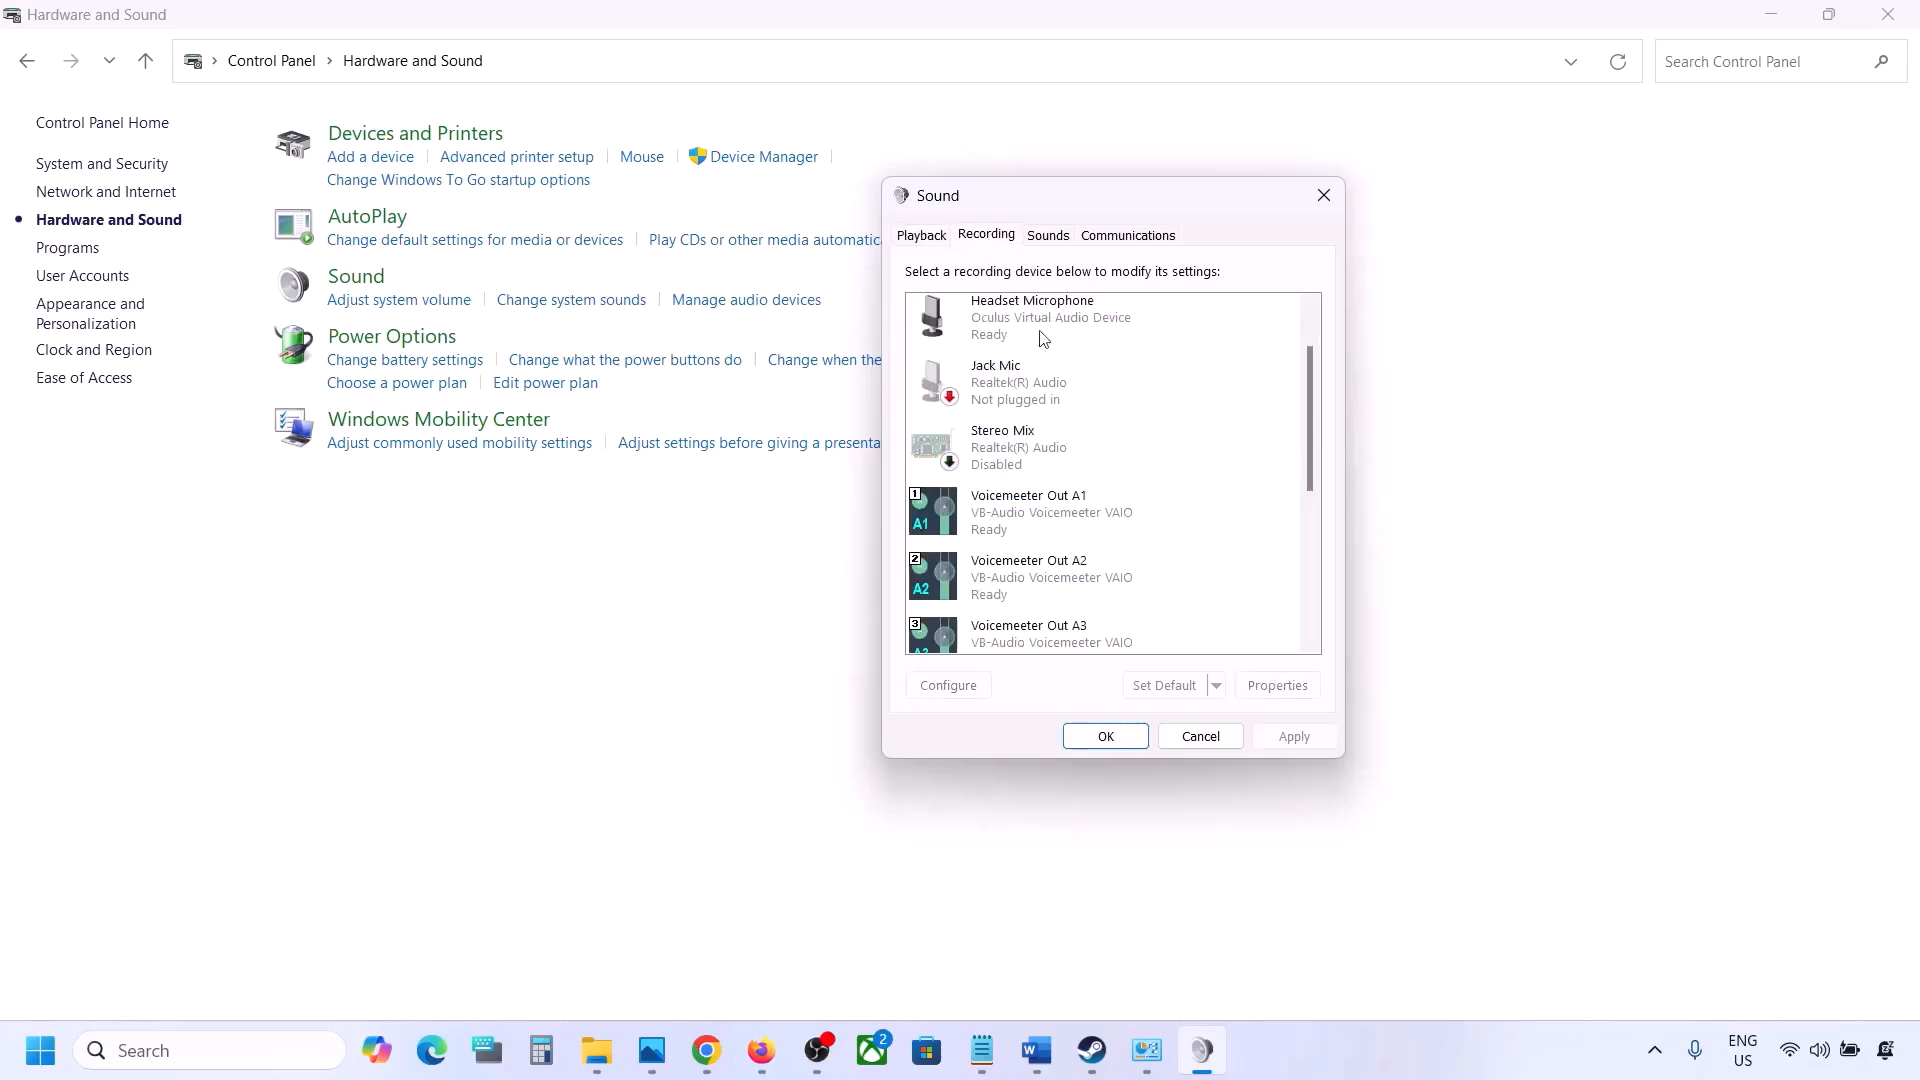 Hardware and Sound
Control Panel > Hardware and Sound
Search Control Panel
Control Panel Home
System and Security
Network and Internet
Hardware and Sound
Programs
User Accounts
Appearance and
Personalization
Clock and Region
Ease of Access
Devices and Printers
Add a device
Advanced printer setup
Mouse
Device Manager
Change Windows To Go startup options
AutoPlay
Change default settings for media or devices
Play CDs or other media automatica
Sound
Adjust system volume
Change system sounds
Manage audio devices
Power Options
Change battery settings
Change what the power buttons do
Change when the
Choose a power plan
Edit power plan
Windows Mobility Center
Adjust commonly used mobility settings
Adjust settings before giving a presenta
Sound
Playback
Recording
Sounds
Communications
Select a recording device below to modify its settings:
Headset Microphone
Oculus Virtual Audio Device
Ready
Jack Mic
Realtek(R) Audio
Not plugged in
Stereo Mix
Realtek(R) Audio
Disabled
1
A1
Voicemeeter Out A1
VB-Audio Voicemeeter VAIO
Ready
2
A2
Voicemeeter Out A2
VB-Audio Voicemeeter VAIO
Ready
3
A3
Voicemeeter Out A3
VB-Audio Voicemeeter VAIO
Configure
Set Default
Properties
OK
Cancel
Apply
Search
2
ENG
US